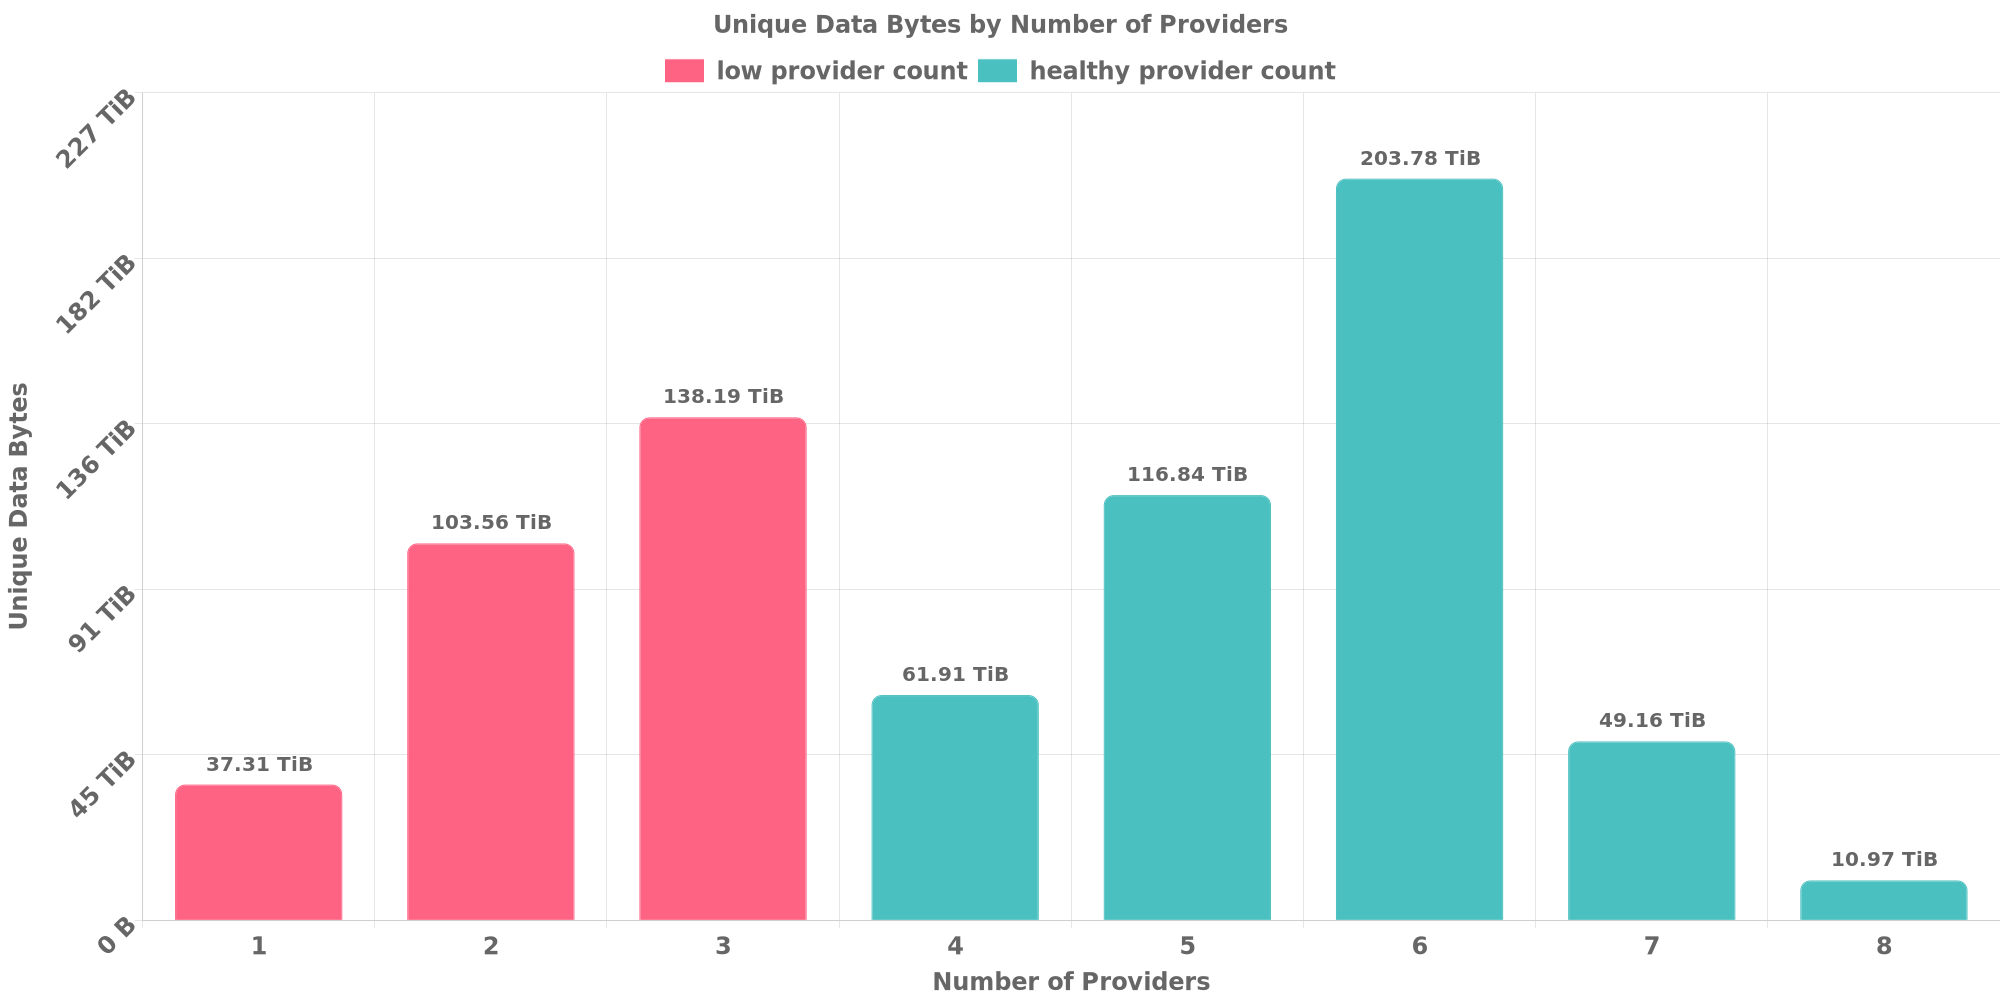 Unique Data Bytes by Number of Providers
low provider count healthy provider count
227 TiB
182 TiB
136 TiB
91 TiB
45 TiB
0 B
Unique Data Bytes
37.31 TiB
103.56 TiB
138.19 TiB
61.91 TiB
116.84 TiB
203.78 TiB
49.16 TiB
10.97 TiB
1 2 3 4 5 6 7 8
Number of Providers